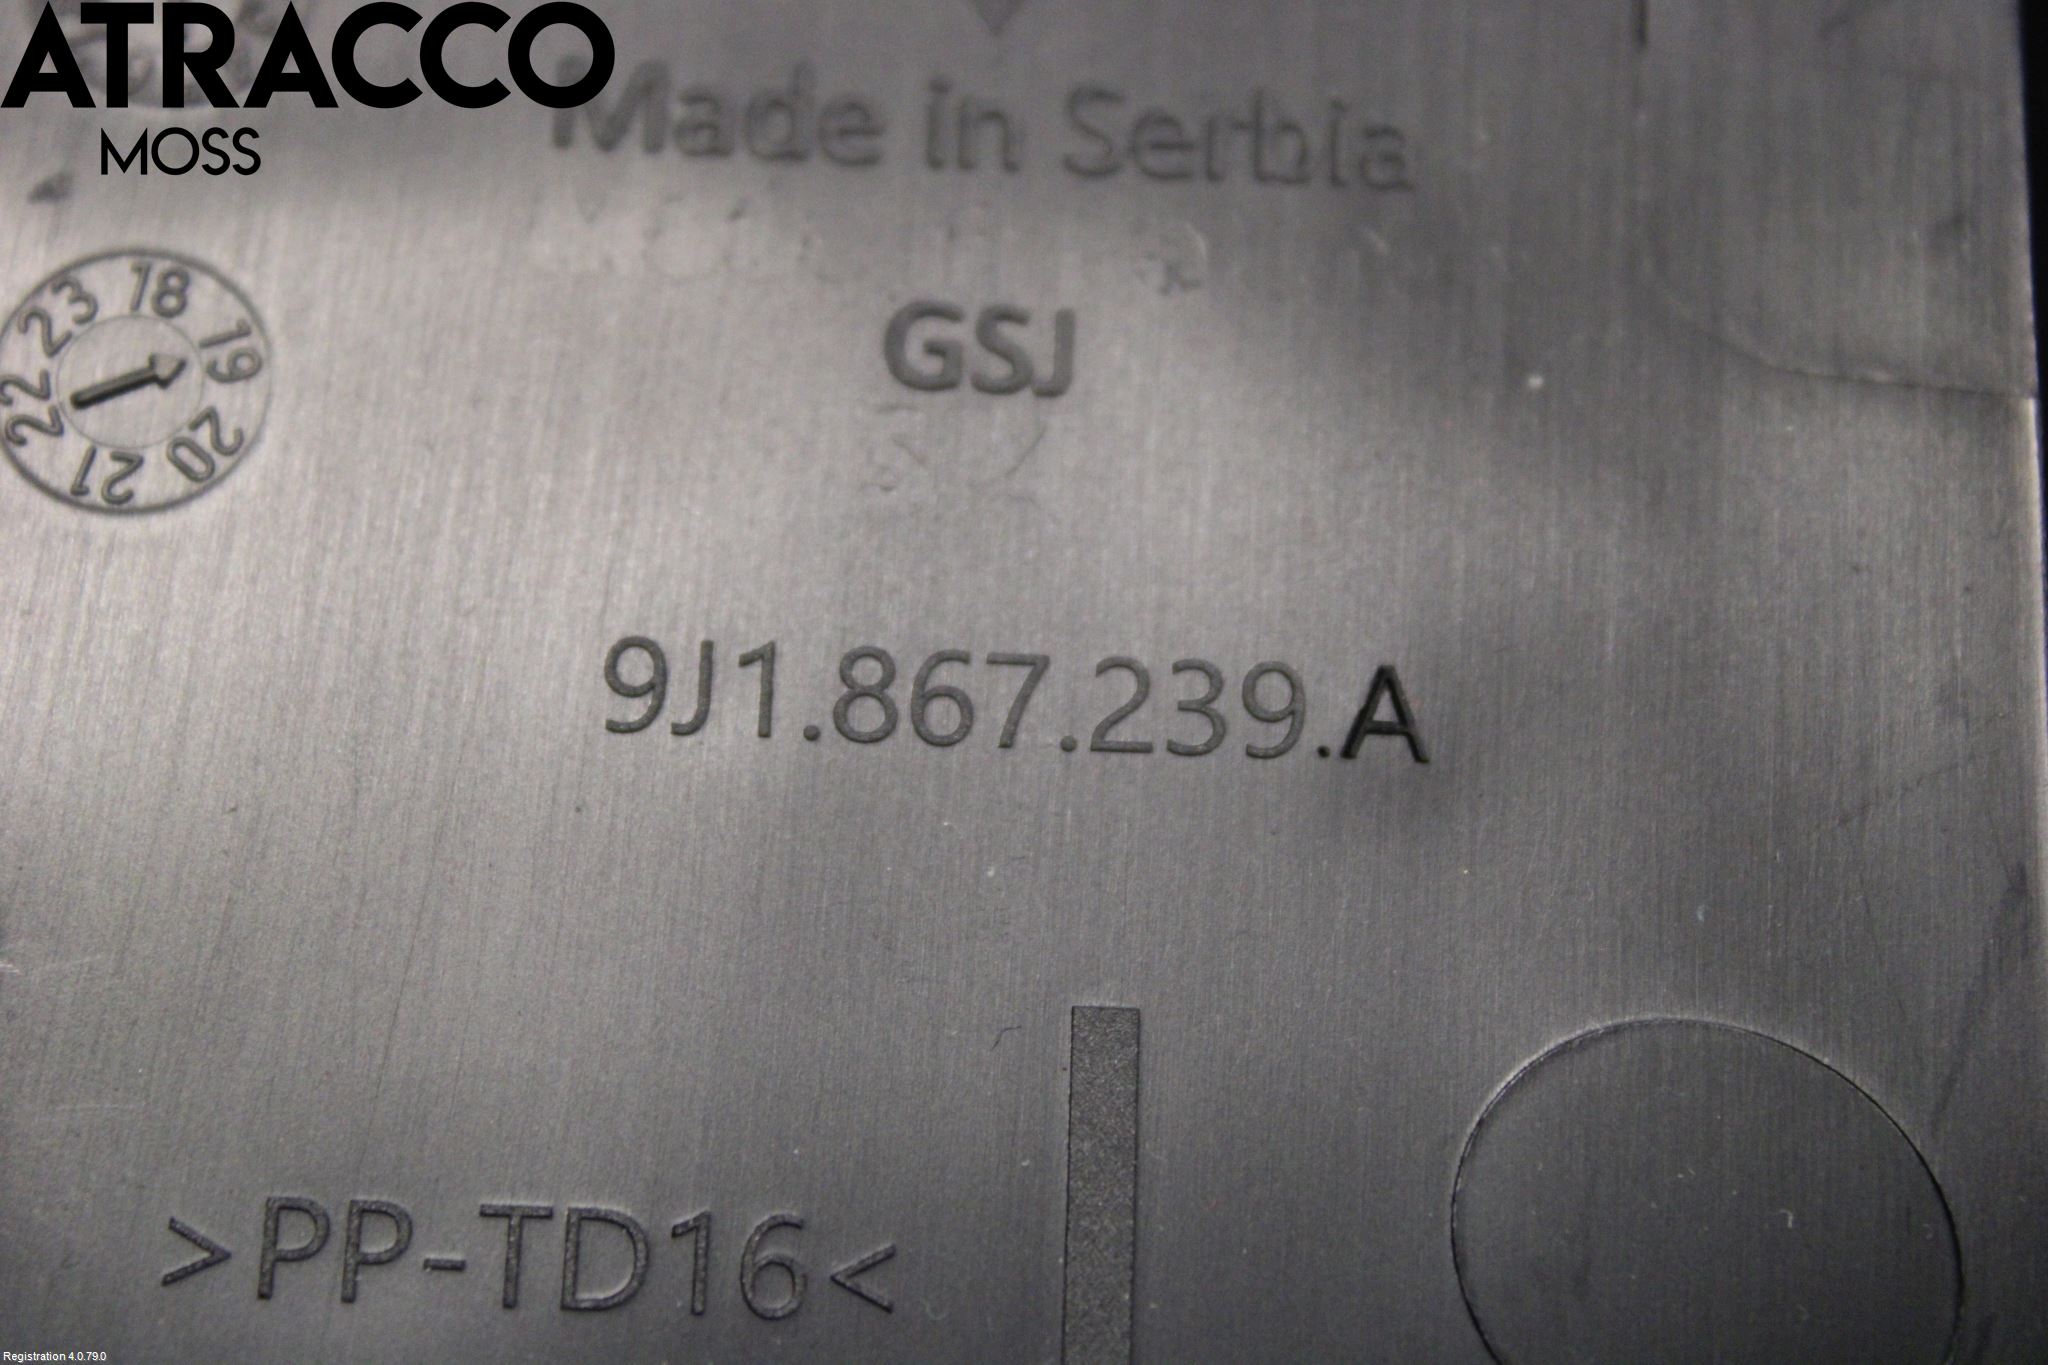 ATRACCO
MOSS
Made in Serbia
18
19
20
21
22
23
1
GSJ
9J1.867.239.A
>PP-TD16<
Registration 4.0.79.0